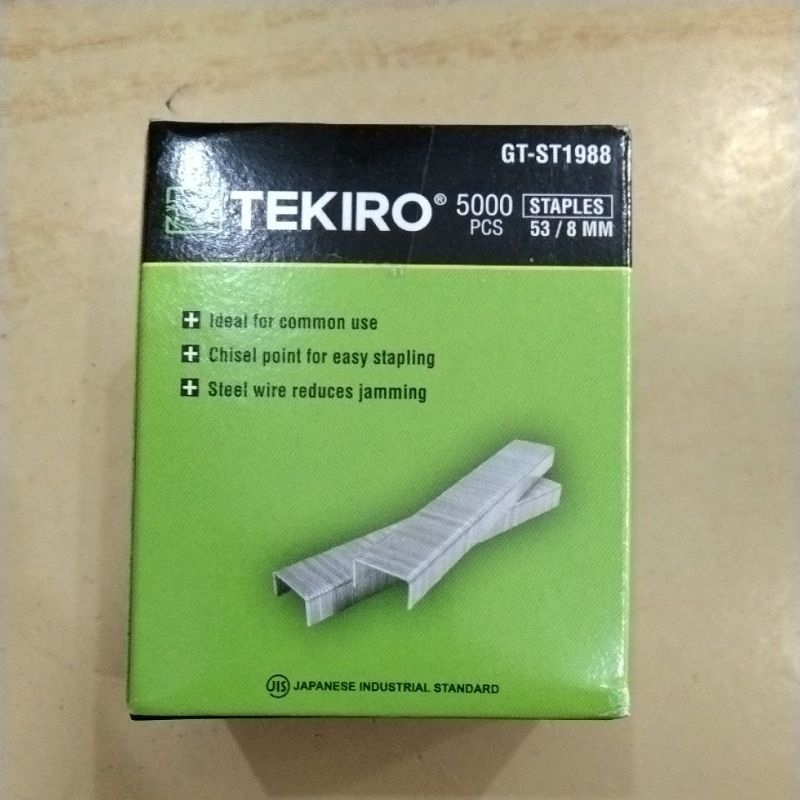 GT-ST1988
TEKIRO® 5000 PCS STAPLES
53 / 8 MM
Ideal for common use
Chisel point for easy stapling
Steel wire reduces jamming
JIS JAPANESE INDUSTRIAL STANDARD